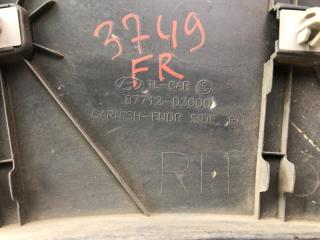 3749
FR
TL-CAR
87712-D3000
GARNISH-FNDR SIDE, RH
RH